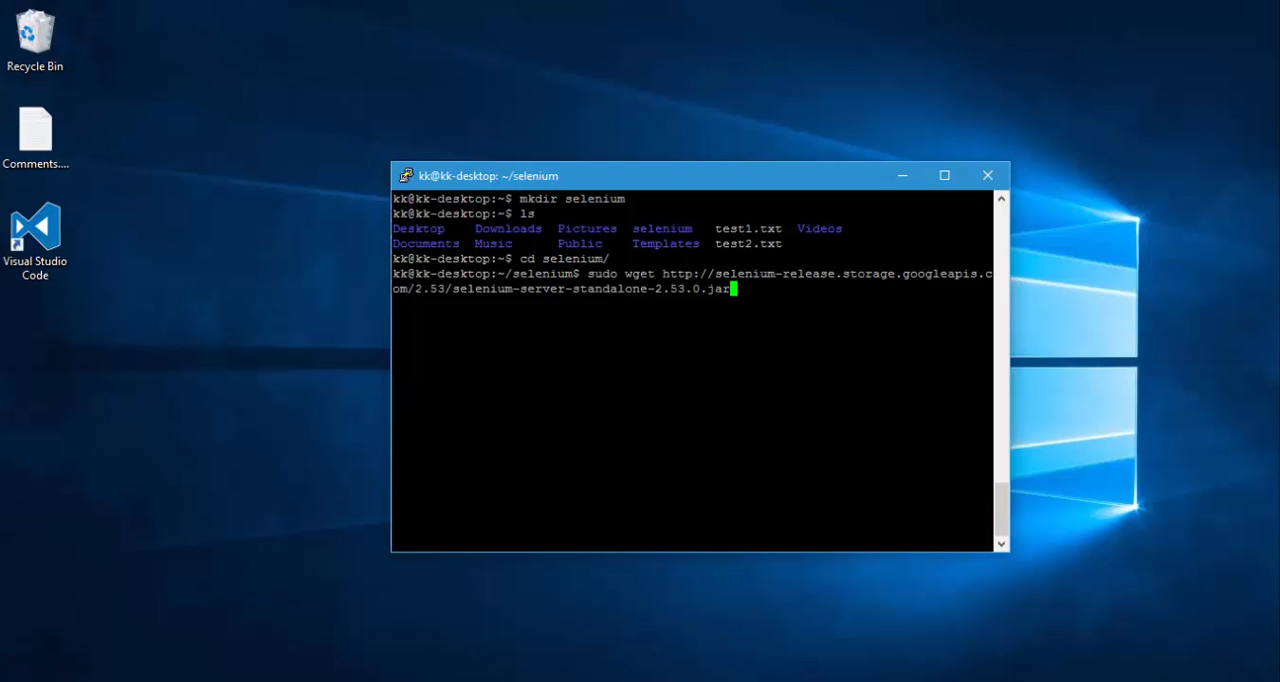 Recycle Bin
Comments....
Visual Studio
Code
kk@kk-desktop: ~/selenium
kk@kk-desktop:~$ mkdir selenium
kk@kk-desktop:~$ ls
Desktop Downloads Pictures selenium test1.txt Videos
Documents Music Public Templates test2.txt
kk@kk-desktop:~$ cd selenium/
kk@kk-desktop:~/selenium$ sudo wget http://selenium-release.storage.googleapis.c
om/2.53/selenium-server-standalone-2.53.0.jar